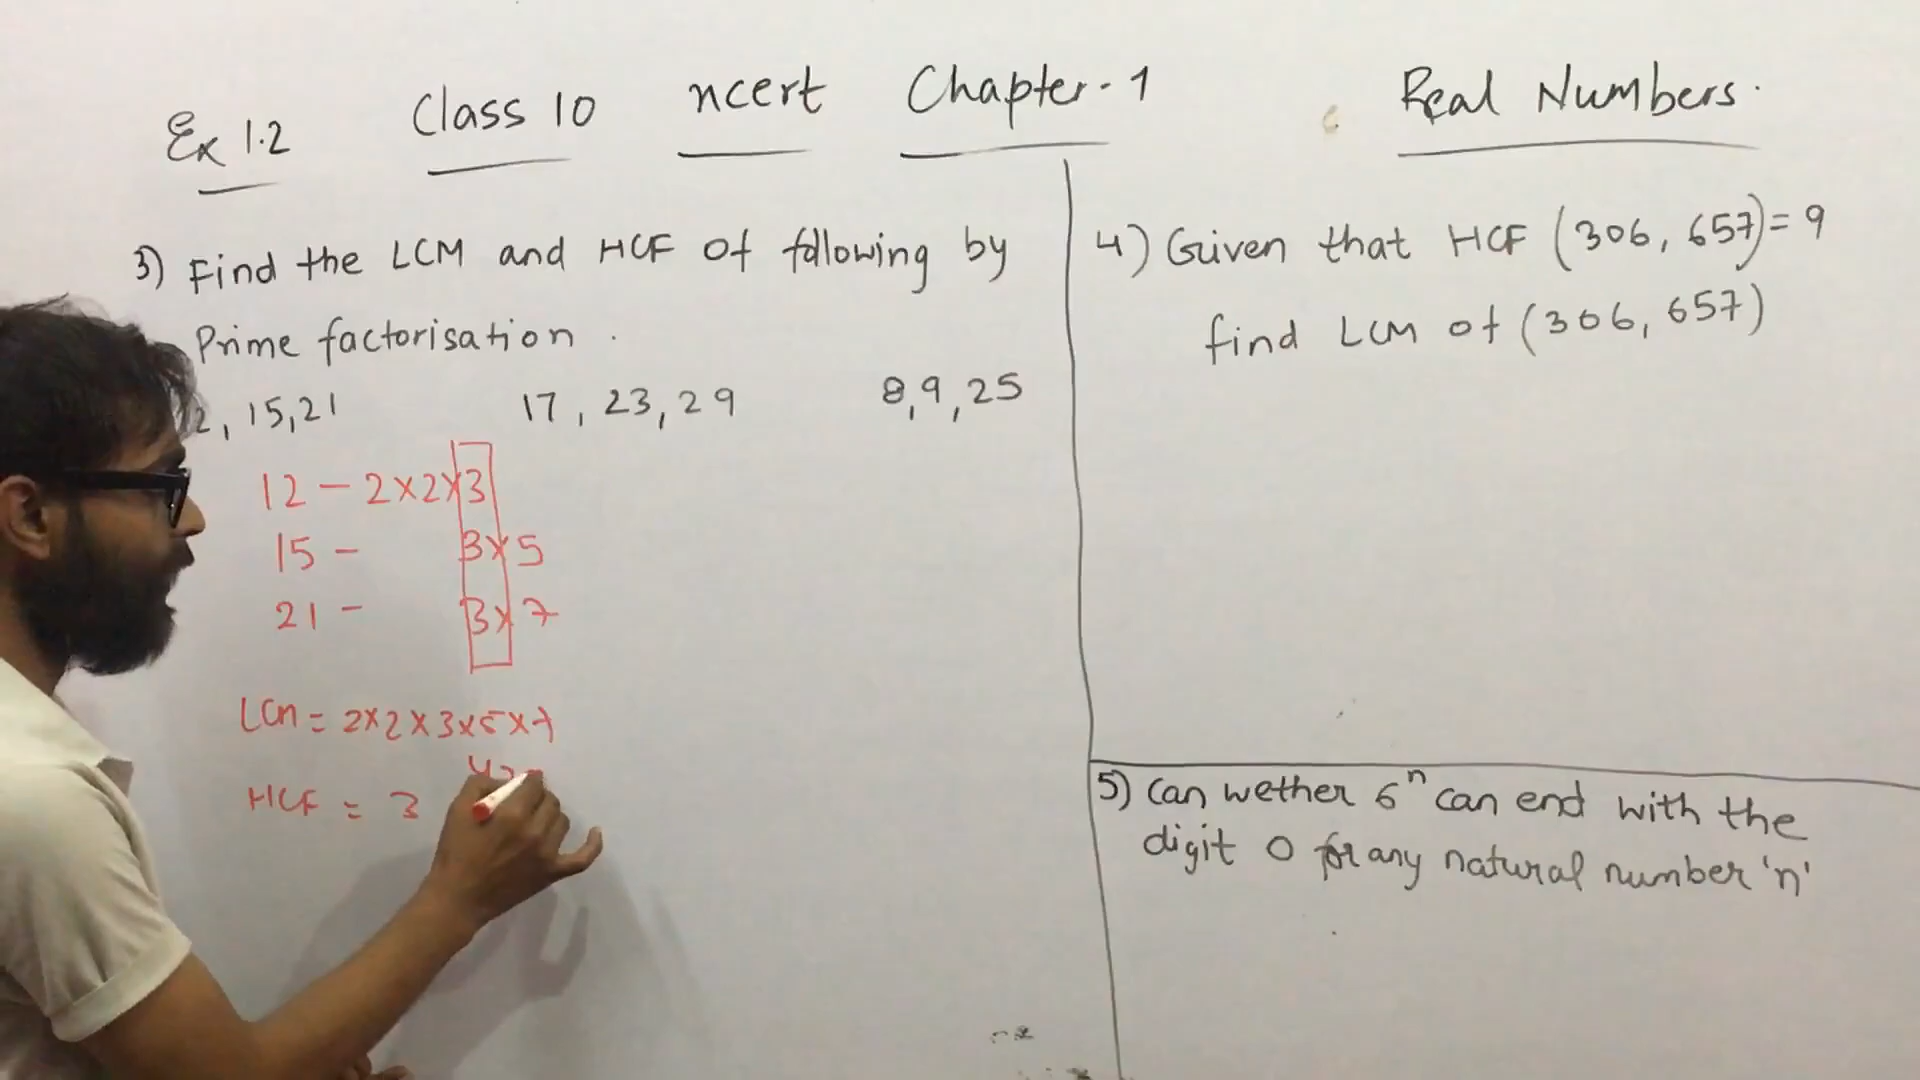 Ex 1.2 Class 10 ncert Chapter-1 Real Numbers.
3) Find the LCM and HCF of following by
Prime factorisation.
2, 15,21 17, 23, 29 8,9,25
12 - 2×2×3
15 - 3×5
21 - 3×7
LCM = 2×2×3×5×7
HCF = 3
4) Given that HCF (306, 657)= 9
find LCM of (306, 657)
5) Can wether 6ⁿ can end with the
digit 0 for any natural number 'n'